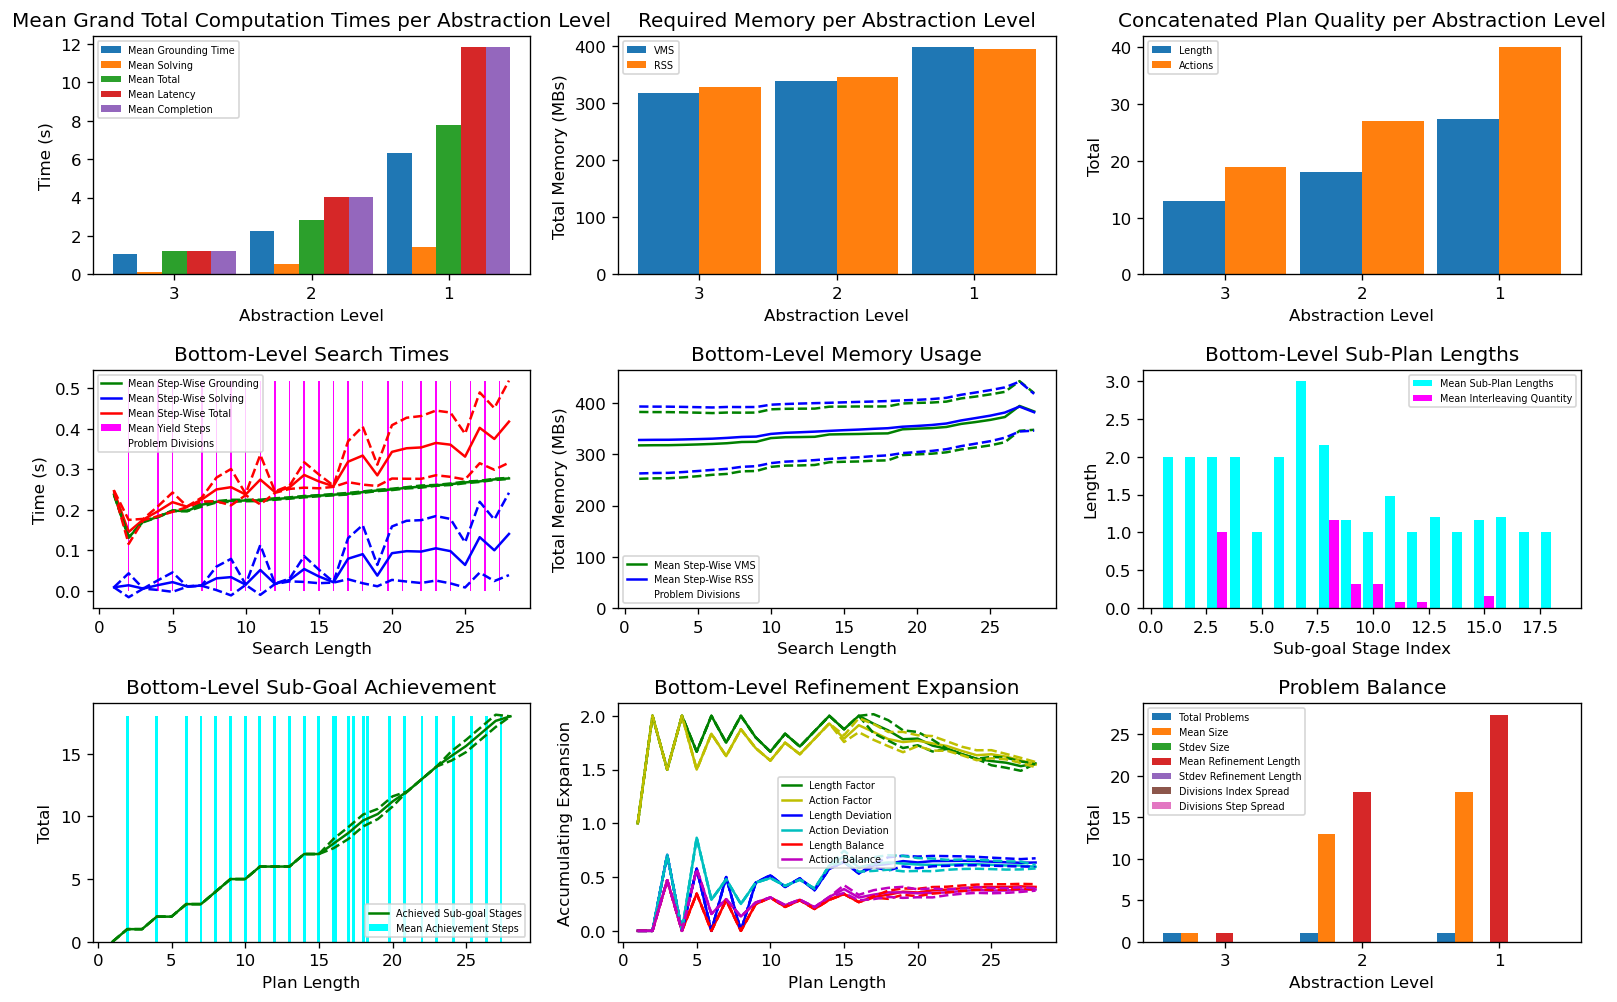 Mean Grand Total Computation Times per Abstraction Level
Time (s)
12
10
8
6
4
2
0
Mean Grounding Time
Mean Solving
Mean Total
Mean Latency
Mean Completion
3 2 1
Abstraction Level
Required Memory per Abstraction Level
Total Memory (MBs)
400
300
200
100
0
VMS
RSS
3 2 1
Abstraction Level
Concatenated Plan Quality per Abstraction Level
Total
40
30
20
10
0
Length
Actions
3 2 1
Abstraction Level
Bottom-Level Search Times
Time (s)
0.5
0.4
0.3
0.2
0.1
0.0
Mean Step-Wise Grounding
Mean Step-Wise Solving
Mean Step-Wise Total
Mean Yield Steps
Problem Divisions
0 5 10 15 20 25
Search Length
Bottom-Level Memory Usage
Total Memory (MBs)
400
300
200
100
0
Mean Step-Wise VMS
Mean Step-Wise RSS
Problem Divisions
0 5 10 15 20 25
Search Length
Bottom-Level Sub-Plan Lengths
Length
3.0
2.5
2.0
1.5
1.0
0.5
0.0
Mean Sub-Plan Lengths
Mean Interleaving Quantity
0.0 2.5 5.0 7.5 10.0 12.5 15.0 17.5
Sub-goal Stage Index
Bottom-Level Sub-Goal Achievement
Total
15
10
5
0
Achieved Sub-goal Stages
Mean Achievement Steps
0 5 10 15 20 25
Plan Length
Bottom-Level Refinement Expansion
Accumulating Expansion
2.0
1.5
1.0
0.5
0.0
Length Factor
Action Factor
Length Deviation
Action Deviation
Length Balance
Action Balance
0 5 10 15 20 25
Plan Length
Problem Balance
Total
25
20
15
10
5
0
Total Problems
Mean Size
Stdev Size
Mean Refinement Length
Stdev Refinement Length
Divisions Index Spread
Divisions Step Spread
3 2 1
Abstraction Level